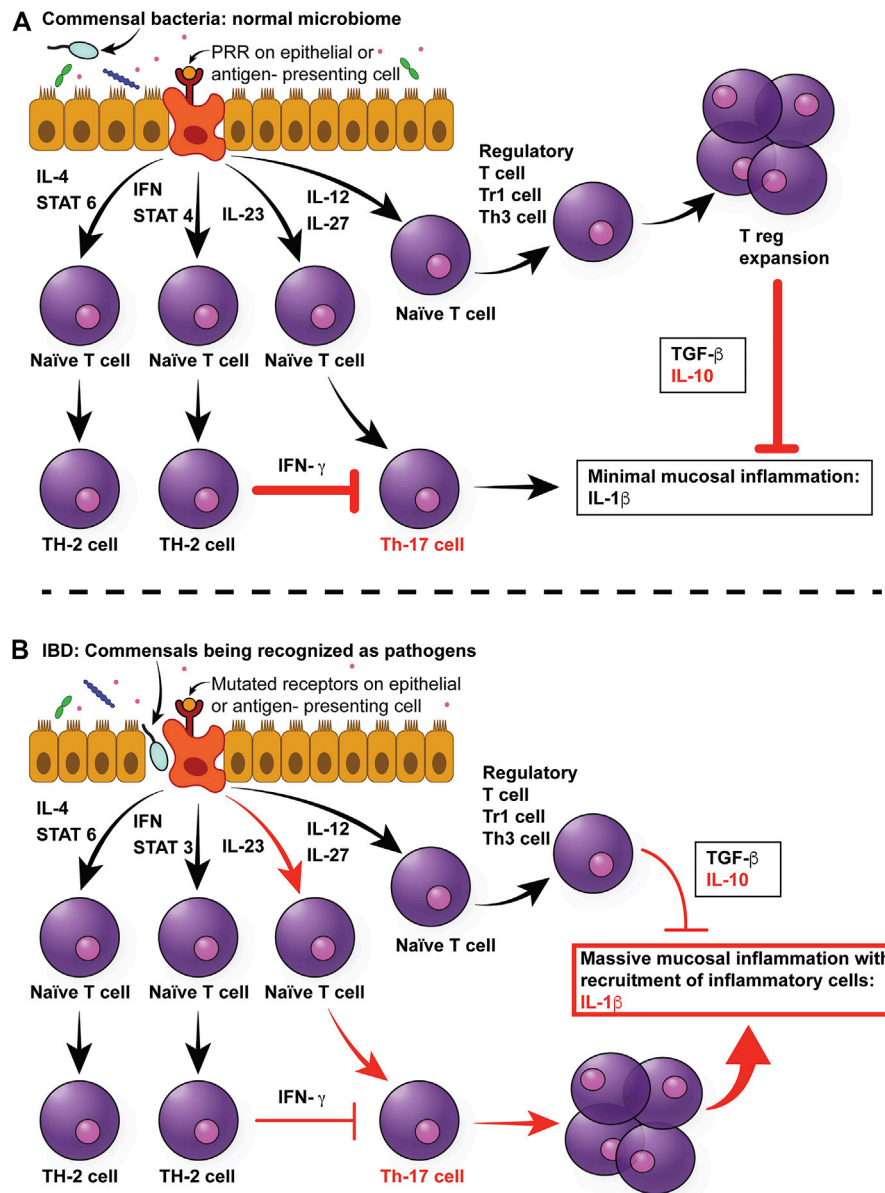 A Commensal bacteria: normal microbiome
PRR on epithelial or
antigen- presenting cell
IL-4
STAT 6
IFN
STAT 4
IL-23
IL-12
IL-27
Regulatory
T cell
Tr1 cell
Th3 cell
Naïve T cell
T reg
expansion
Naïve T cell
Naïve T cell
Naïve T cell
TGF-β
IL-10
IFN- γ
Minimal mucosal inflammation:
IL-1β
TH-2 cell
TH-2 cell
Th-17 cell
B IBD: Commensals being recognized as pathogens
Mutated receptors on epithelial
or antigen- presenting cell
IL-4
STAT 6
IFN
STAT 3
IL-23
IL-12
IL-27
Regulatory
T cell
Tr1 cell
Th3 cell
Naïve T cell
TGF-β
IL-10
Naïve T cell
Naïve T cell
Naïve T cell
Massive mucosal inflammation with
recruitment of inflammatory cells:
IL-1β
IFN- γ
TH-2 cell
TH-2 cell
Th-17 cell